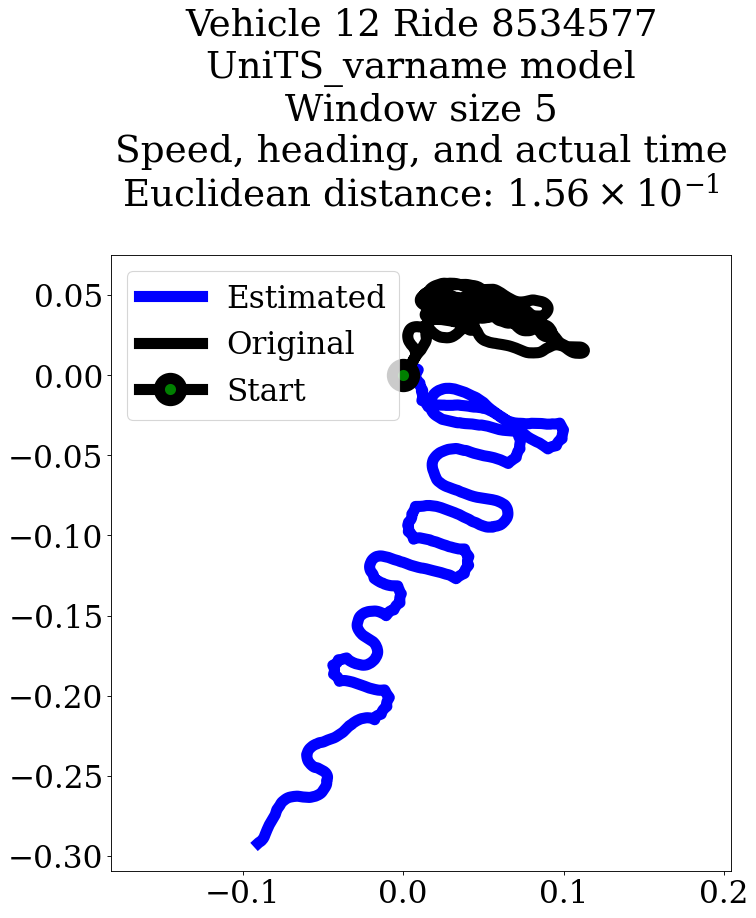 Vehicle 12 Ride 8534577
UniTS_varname model
Window size 5
Speed, heading, and actual time
Euclidean distance: 1.56 × 10⁻¹
Estimated
Original
Start
0.05
0.00
−0.05
−0.10
−0.15
−0.20
−0.25
−0.30
−0.1 0.0 0.1 0.2